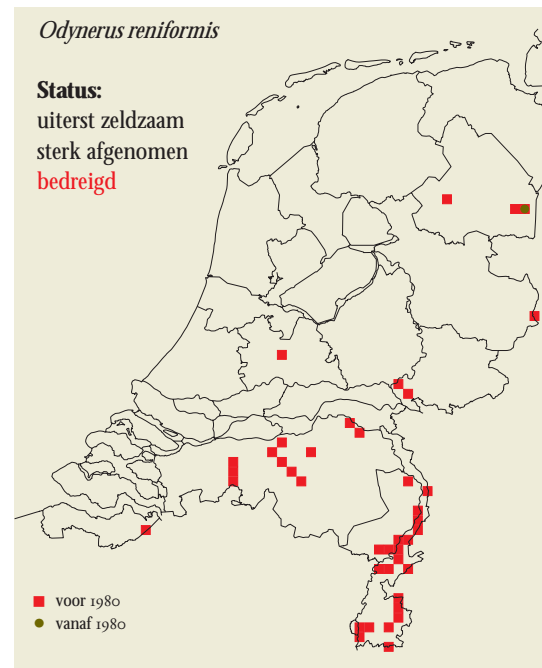 Odynerus reniformis
Status:
uiterst zeldzaam
sterk afgenomen
bedreigd
voor 1980
vanaf 1980